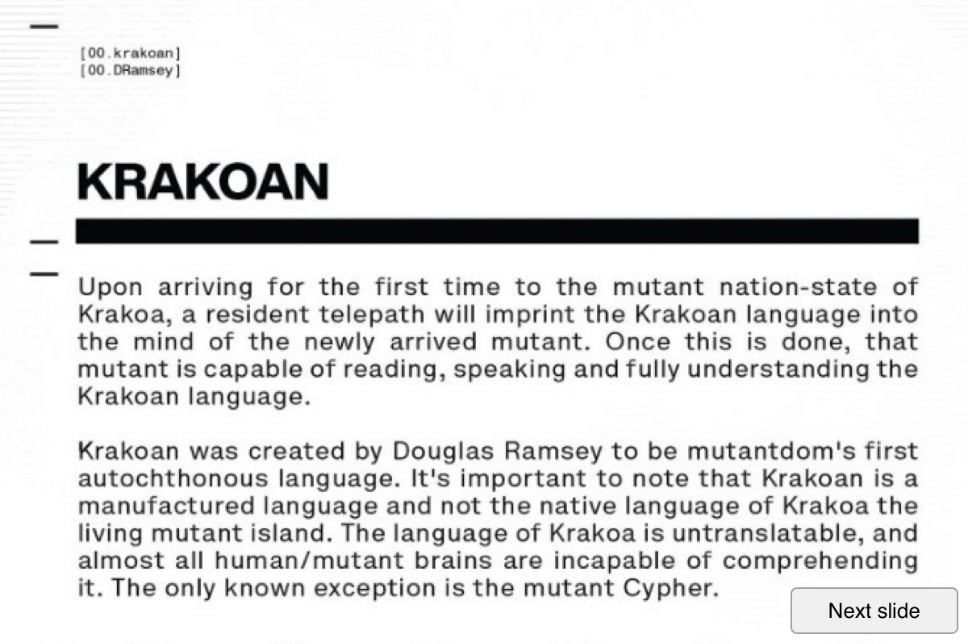 [00.krakoan]
[00.DRamsey]
KRAKOAN
Upon arriving for the first time to the mutant nation-state of
Krakoa, a resident telepath will imprint the Krakoan language into
the mind of the newly arrived mutant. Once this is done, that
mutant is capable of reading, speaking and fully understanding the
Krakoan language.
Krakoan was created by Douglas Ramsey to be mutantdom's first
autochthonous language. It's important to note that Krakoan is a
manufactured language and not the native language of Krakoa the
living mutant island. The language of Krakoa is untranslatable, and
almost all human/mutant brains are incapable of comprehending
it. The only known exception is the mutant Cypher.
Next slide